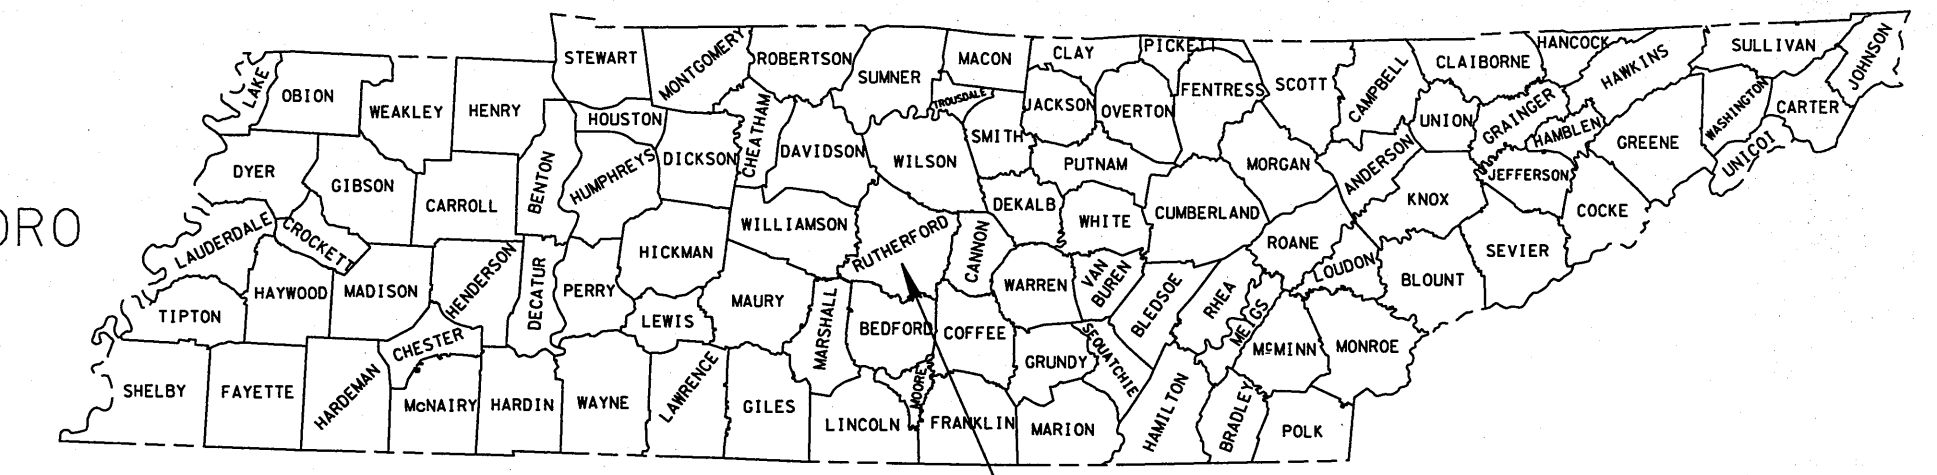 ORO
STEWART
MONTGOMERY
ROBERTSON
SUMNER
MACON
CLAY
PICKETT
SCOTT
CAMPBELL
CLAIBORNE
HANCOCK
HAWKINS
SULLIVAN
JOHNSON
LAKE
OBION
WEAKLEY
HENRY
HOUSTON
CHEATHAM
TROUSDALE
JACKSON
OVERTON
FENTRESS
UNION
GRAINGER
HAMBLEN
GREENE
WASHINGTON
CARTER
UNICOI
DYER
GIBSON
CARROLL
BENTON
HUMPHREYS
DICKSON
DAVIDSON
WILSON
SMITH
PUTNAM
MORGAN
ANDERSON
KNOX
JEFFERSON
COCKE
LAUDERDALE
CROCKETT
HENDERSON
DECATUR
PERRY
HICKMAN
WILLIAMSON
RUTHERFORD
CANNON
DEKALB
WHITE
CUMBERLAND
ROANE
LOUDON
BLOUNT
SEVIER
TIPTON
HAYWOOD
MADISON
CHESTER
LEWIS
MAURY
MARSHALL
BEDFORD
COFFEE
WARREN
VAN
BUREN
BLEDSOE
RHEA
MEIGS
McMINN
MONROE
SHELBY
FAYETTE
HARDEMAN
McNAIRY
HARDIN
WAYNE
LAWRENCE
GILES
LINCOLN
MOORE
FRANKLIN
GRUNDY
SEQUATCHIE
MARION
HAMILTON
BRADLEY
POLK